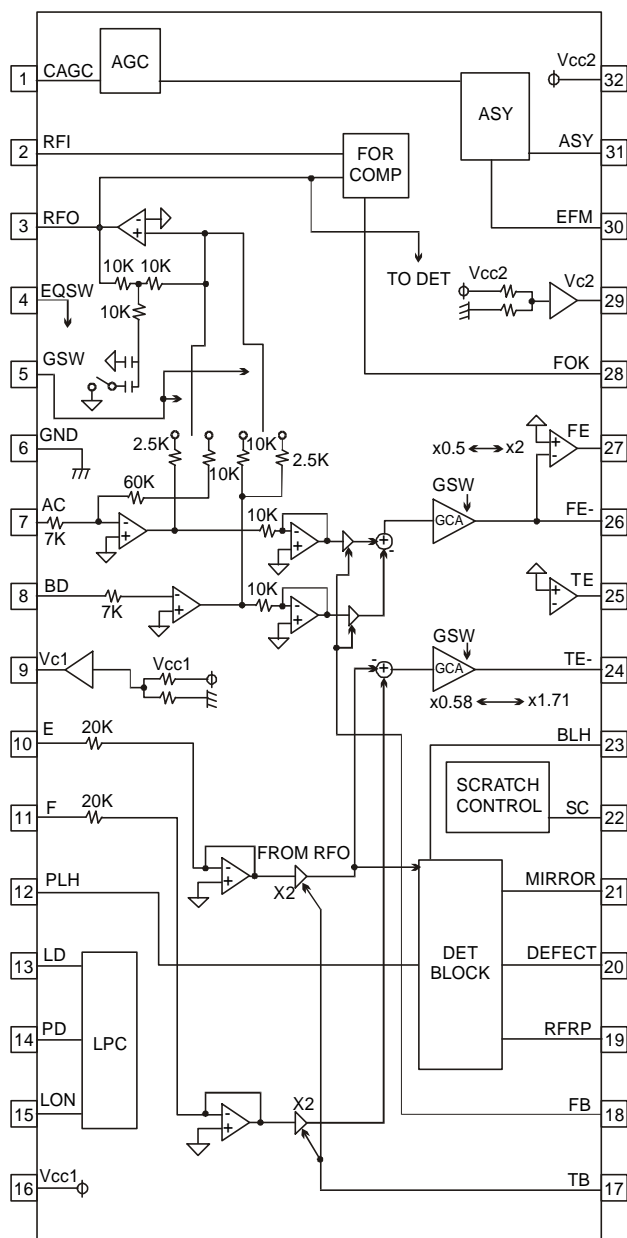 1 CAGC AGC Vcc2 32
ASY
2 RFI FOR COMP ASY 31
3 RFO - + EFM 30
10K 10K TO DET Vcc2 Vc2 29
4 EQSW 10K
5 GSW FOK 28
6 GND 2.5K 10K 10K 2.5K x0.5 x2 + - FE 27
60K GSW
7 AC 7K - + 10K - + + - GCA FE- 26
8 BD 7K - + 10K - + + - TE 25
9 Vc1 Vcc1 - + GSW GCA TE- 24
x0.58 x1.71
10 E 20K BLH 23
SCRATCH CONTROL
11 F 20K SC 22
- + FROM RFO X2
12 PLH MIRROR 21
13 LD DET BLOCK DEFECT 20
14 PD LPC RFRP 19
15 LON - + X2 FB 18
16 Vcc1 TB 17